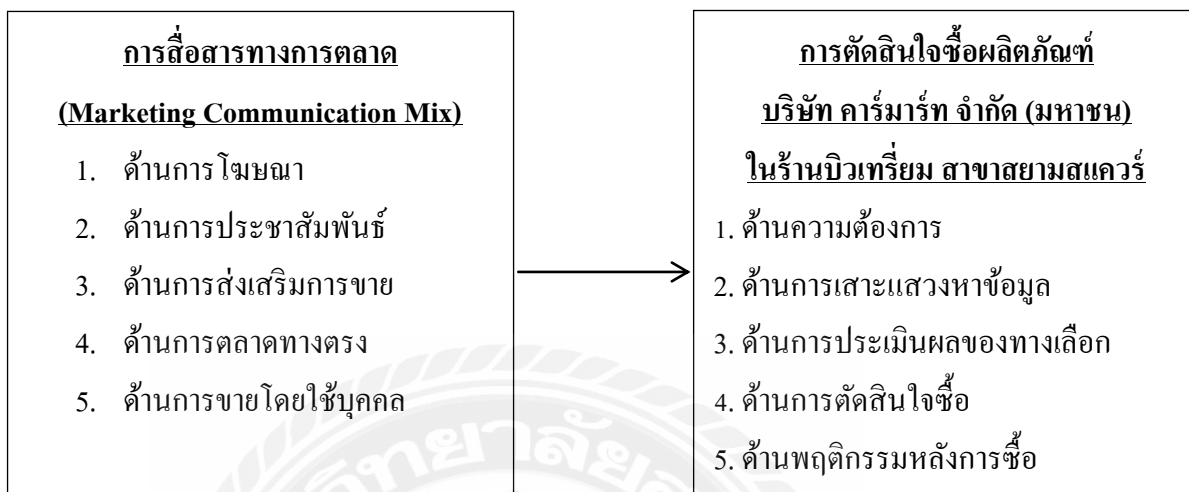 การสื่อสารทางการตลาด
(Marketing Communication Mix)
1. ด้านการโฆษณา
2. ด้านการประชาสัมพันธ์
3. ด้านการส่งเสริมการขาย
4. ด้านการตลาดทางตรง
5. ด้านการขายโดยใช้บุคคล
การตัดสินใจซื้อผลิตภัณฑ์
บริษัท คาร์มาร์ท จำกัด (มหาชน)
ในร้านบิวเทรี่ยม สาขาสยามสแควร์
1. ด้านความต้องการ
2. ด้านการเสาะแสวงหาข้อมูล
3. ด้านการประเมินผลของทางเลือก
4. ด้านการตัดสินใจซื้อ
5. ด้านพฤติกรรมหลังการซื้อ